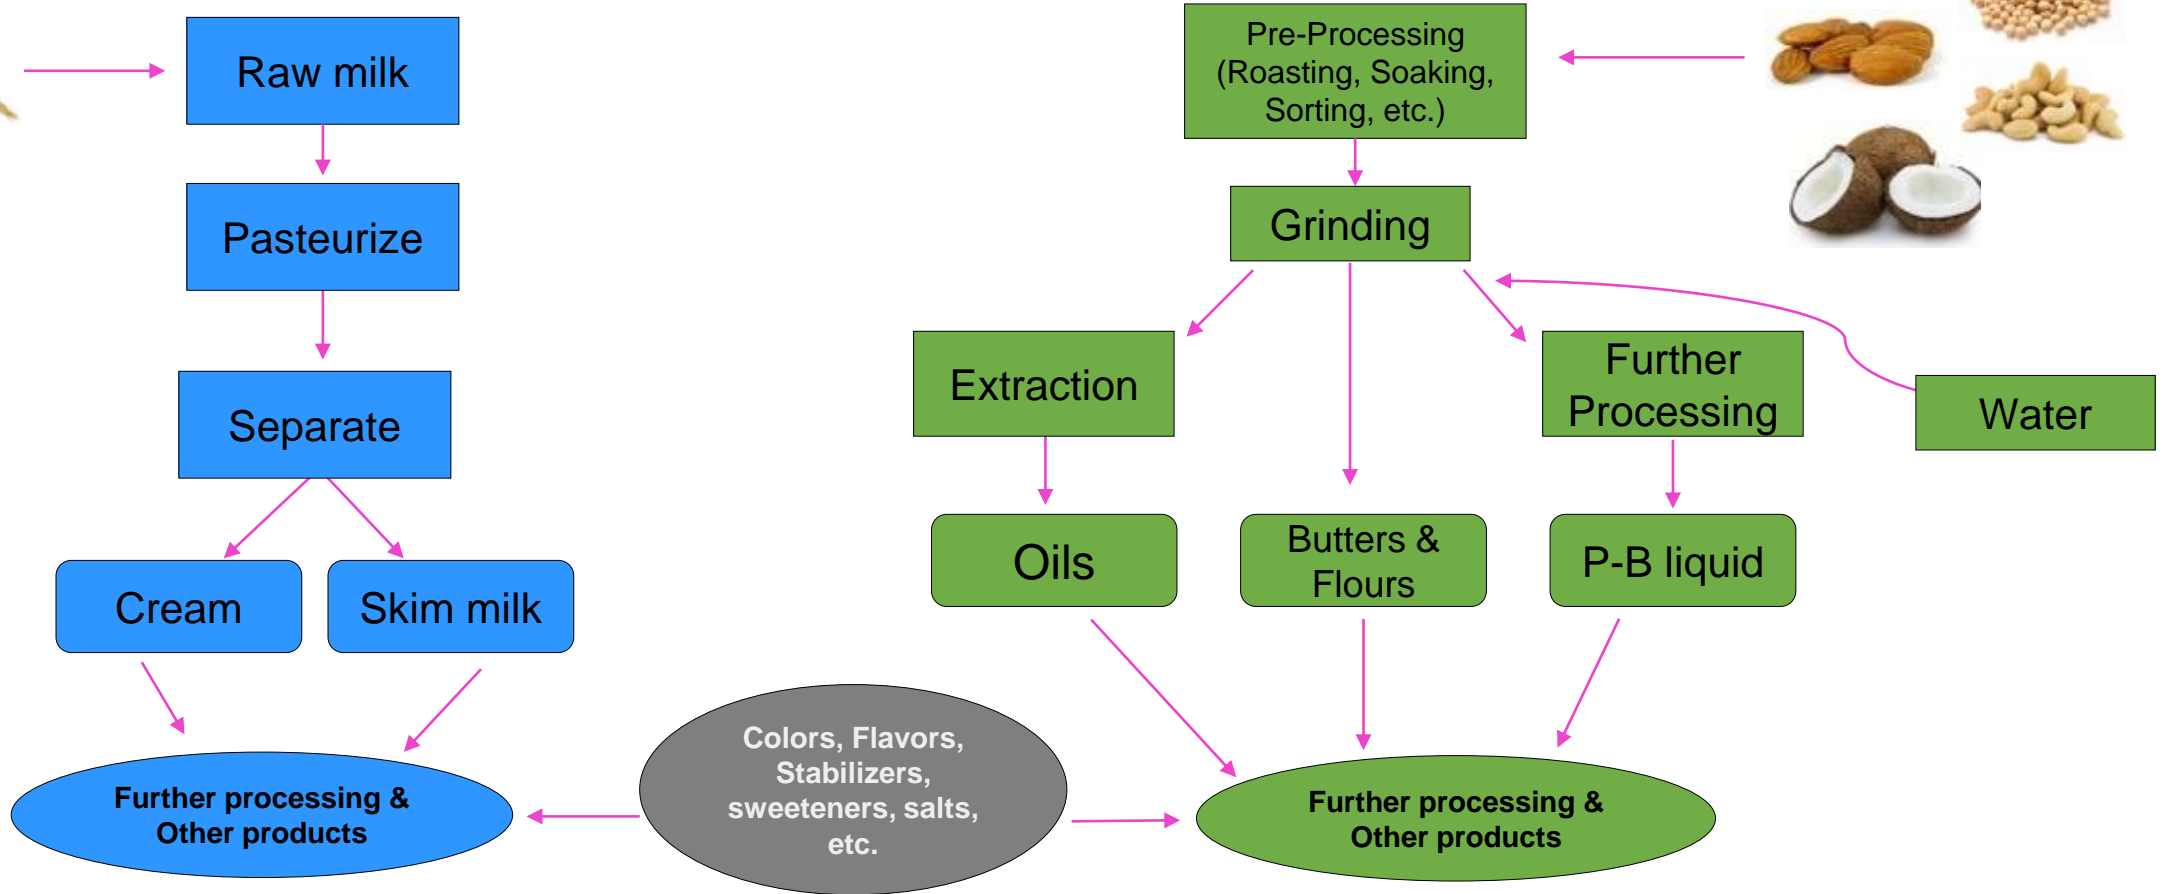 Raw milk
Pasteurize
Separate
Cream
Skim milk
Further processing &
Other products
Colors, Flavors,
Stabilizers,
sweeteners, salts,
etc.
Pre-Processing
(Roasting, Soaking,
Sorting, etc.)
Grinding
Extraction
Further
Processing
Water
Oils
Butters &
Flours
P-B liquid
Further processing &
Other products